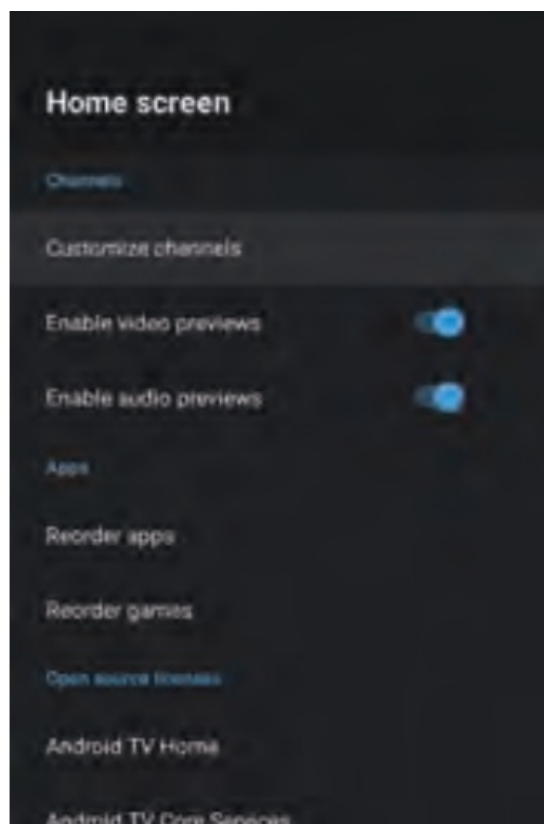 Home screen
Channels
Customize channels
Enable video previews
Enable audio previews
Apps
Reorder apps
Reorder games
Open source licenses
Android TV Home
Android TV Core Services